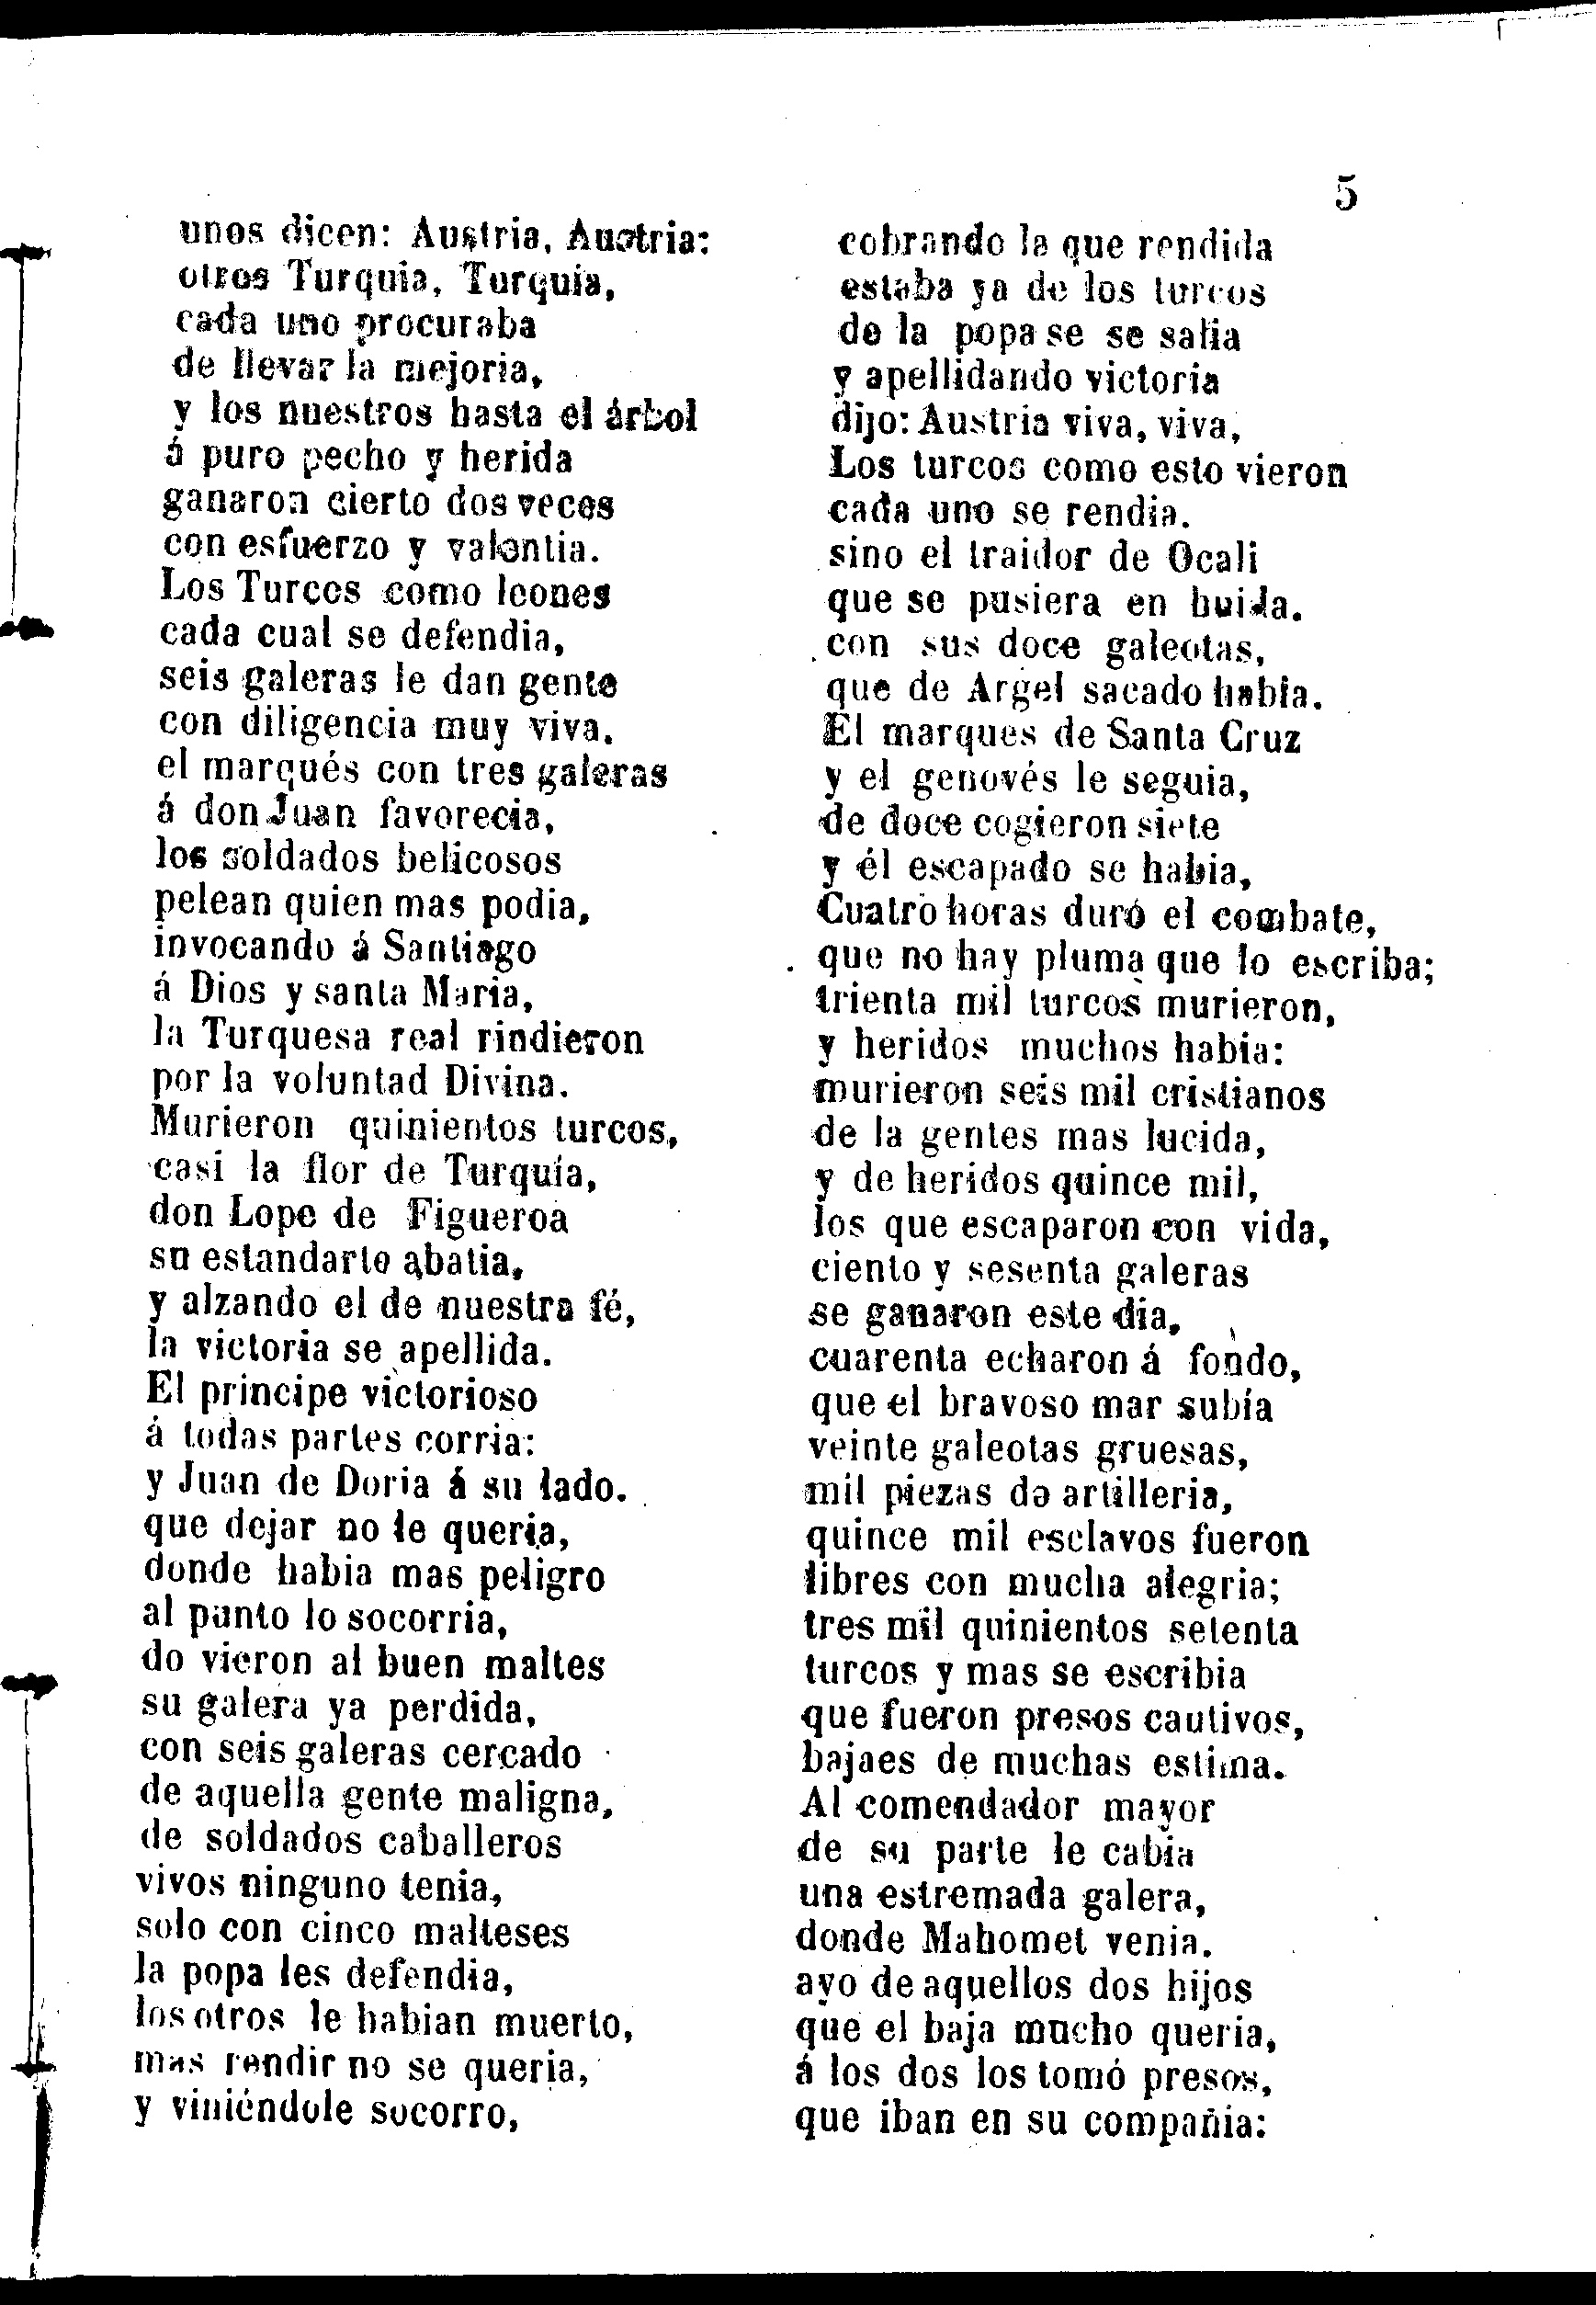 5
unos dicen: Austria, Austria:
otros Turquia, Turquía,
cada uno procuraba
de llevar la mejoria,
y los nuestros hasta el árbol
á puro pecho y herida
ganaron cierto dos veces
con esfuerzo y valentia.
Los Turcos como leones
cada cual se defendia,
seis galeras le dan gente
con diligencia muy viva.
el marqués con tres galeras
á don Juan favorecia,
los soldados belicosos
pelean quien mas podia,
invocando á Santiago
á Dios y santa Maria,
la Turquesa real rindieron
por la voluntad Divina.
Murieron quinientos turcos,
casi la flor de Turquía,
don Lope de Figueroa
su estandarte abatia,
y alzando el de nuestra fé,
la victoria se apellida.
El principe victorioso
á todas partes corria:
y Juan de Doria á su lado.
que dejar no le queria,
donde habia mas peligro
al punto lo socorria,
do vieron al buen maltes
su galera ya perdida,
con seis galeras cercado
de aquella gente maligna,
de soldados caballeros
vivos ninguno tenia,
solo con cinco malteses
la popa les defendia,
los otros le habian muerto,
mas rendir no se queria,
y viniéndole socorro,
cobrando la que rendida
estaba ya de los turcos
de la popa se se salia
y apellidando victoria
dijo: Austria viva, viva,
Los turcos como esto vieron
cada uno se rendia.
sino el traidor de Ocali
que se pusiera en huida.
con sus doce galeotas,
que de Argel sacado habia.
El marques de Santa Cruz
y el genovés le seguia,
de doce cogieron siete
y él escapado se habia,
Cuatro horas duró el combate,
que no hay pluma que lo escriba;
trienta mil turcos murieron,
y heridos muchos habia:
murieron seis mil cristianos
de la gentes mas lucida,
y de heridos quince mil,
los que escaparon con vida,
ciento y sesenta galeras
se ganaron este dia,
cuarenta echaron á fondo,
que el bravoso mar subía
veinte galeotas gruesas,
mil piezas de artilleria,
quince mil esclavos fueron
libres con mucha alegria;
tres mil quinientos setenta
turcos y mas se escribia
que fueron presos cautivos,
bajaes de muchas estima.
Al comendador mayor
de su parte le cabia
una estremada galera,
donde Mahomet venia.
ayo de aquellos dos hijos
que el baja mucho queria,
á los dos los tomó presos,
que iban en su compañia: